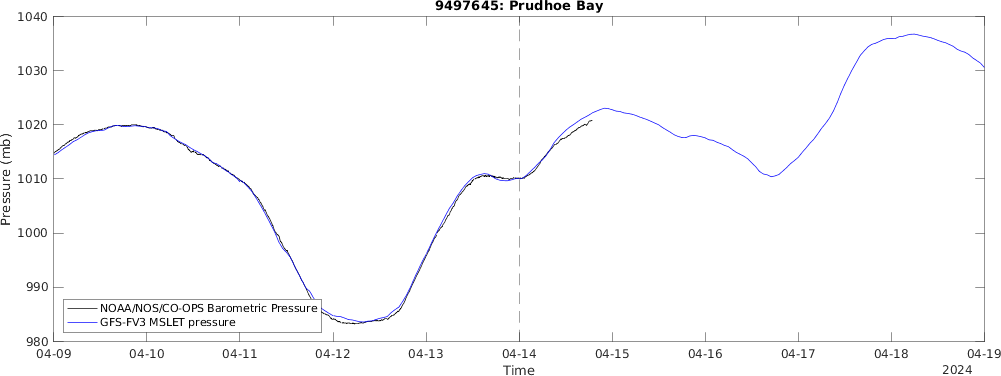 9497645: Prudhoe Bay
1040
1030
1020
1010
1000
990
980
Pressure (mb)
NOAA/NOS/CO-OPS Barometric Pressure
GFS-FV3 MSLET pressure
04-09 04-10 04-11 04-12 04-13 04-14 04-15 04-16 04-17 04-18 04-19
Time
2024